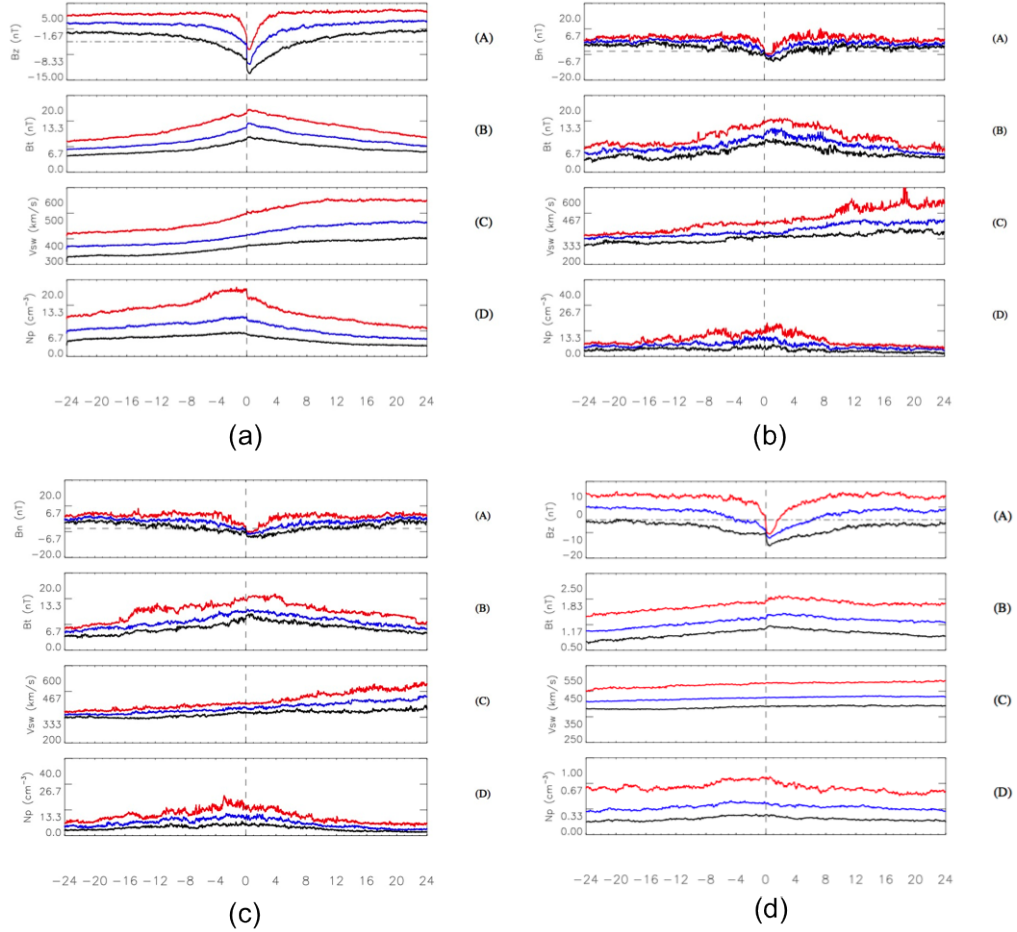 5.00
-1.67
-8.33
-15.00
Bz (nT)
(A)
20.0
13.3
6.7
0.0
Bt (nT)
(B)
600
500
400
300
Vsw (km/s)
(C)
20.0
13.3
6.7
0.0
Np (cm⁻³)
(D)
-24 -20 -16 -12 -8 -4 0 4 8 12 16 20 24
(a)
20.0
6.7
-6.7
-20.0
Bn (nT)
(A)
20.0
13.3
6.7
0.0
Bt (nT)
(B)
600
467
333
200
Vsw (km/s)
(C)
40.0
26.7
13.3
0.0
Np (cm⁻³)
(D)
-24 -20 -16 -12 -8 -4 0 4 8 12 16 20 24
(b)
20.0
6.7
-6.7
-20.0
Bn (nT)
(A)
20.0
13.3
6.7
0.0
Bt (nT)
(B)
600
467
333
200
Vsw (km/s)
(C)
40.0
26.7
13.3
0.0
Np (cm⁻³)
(D)
-24 -20 -16 -12 -8 -4 0 4 8 12 16 20 24
(c)
10
0
-10
-20
Bz (nT)
(A)
2.50
1.83
1.17
0.50
Bt (nT)
(B)
550
450
350
250
Vsw (km/s)
(C)
1.00
0.67
0.33
0.00
Np (cm⁻³)
(D)
-24 -20 -16 -12 -8 -4 0 4 8 12 16 20 24
(d)